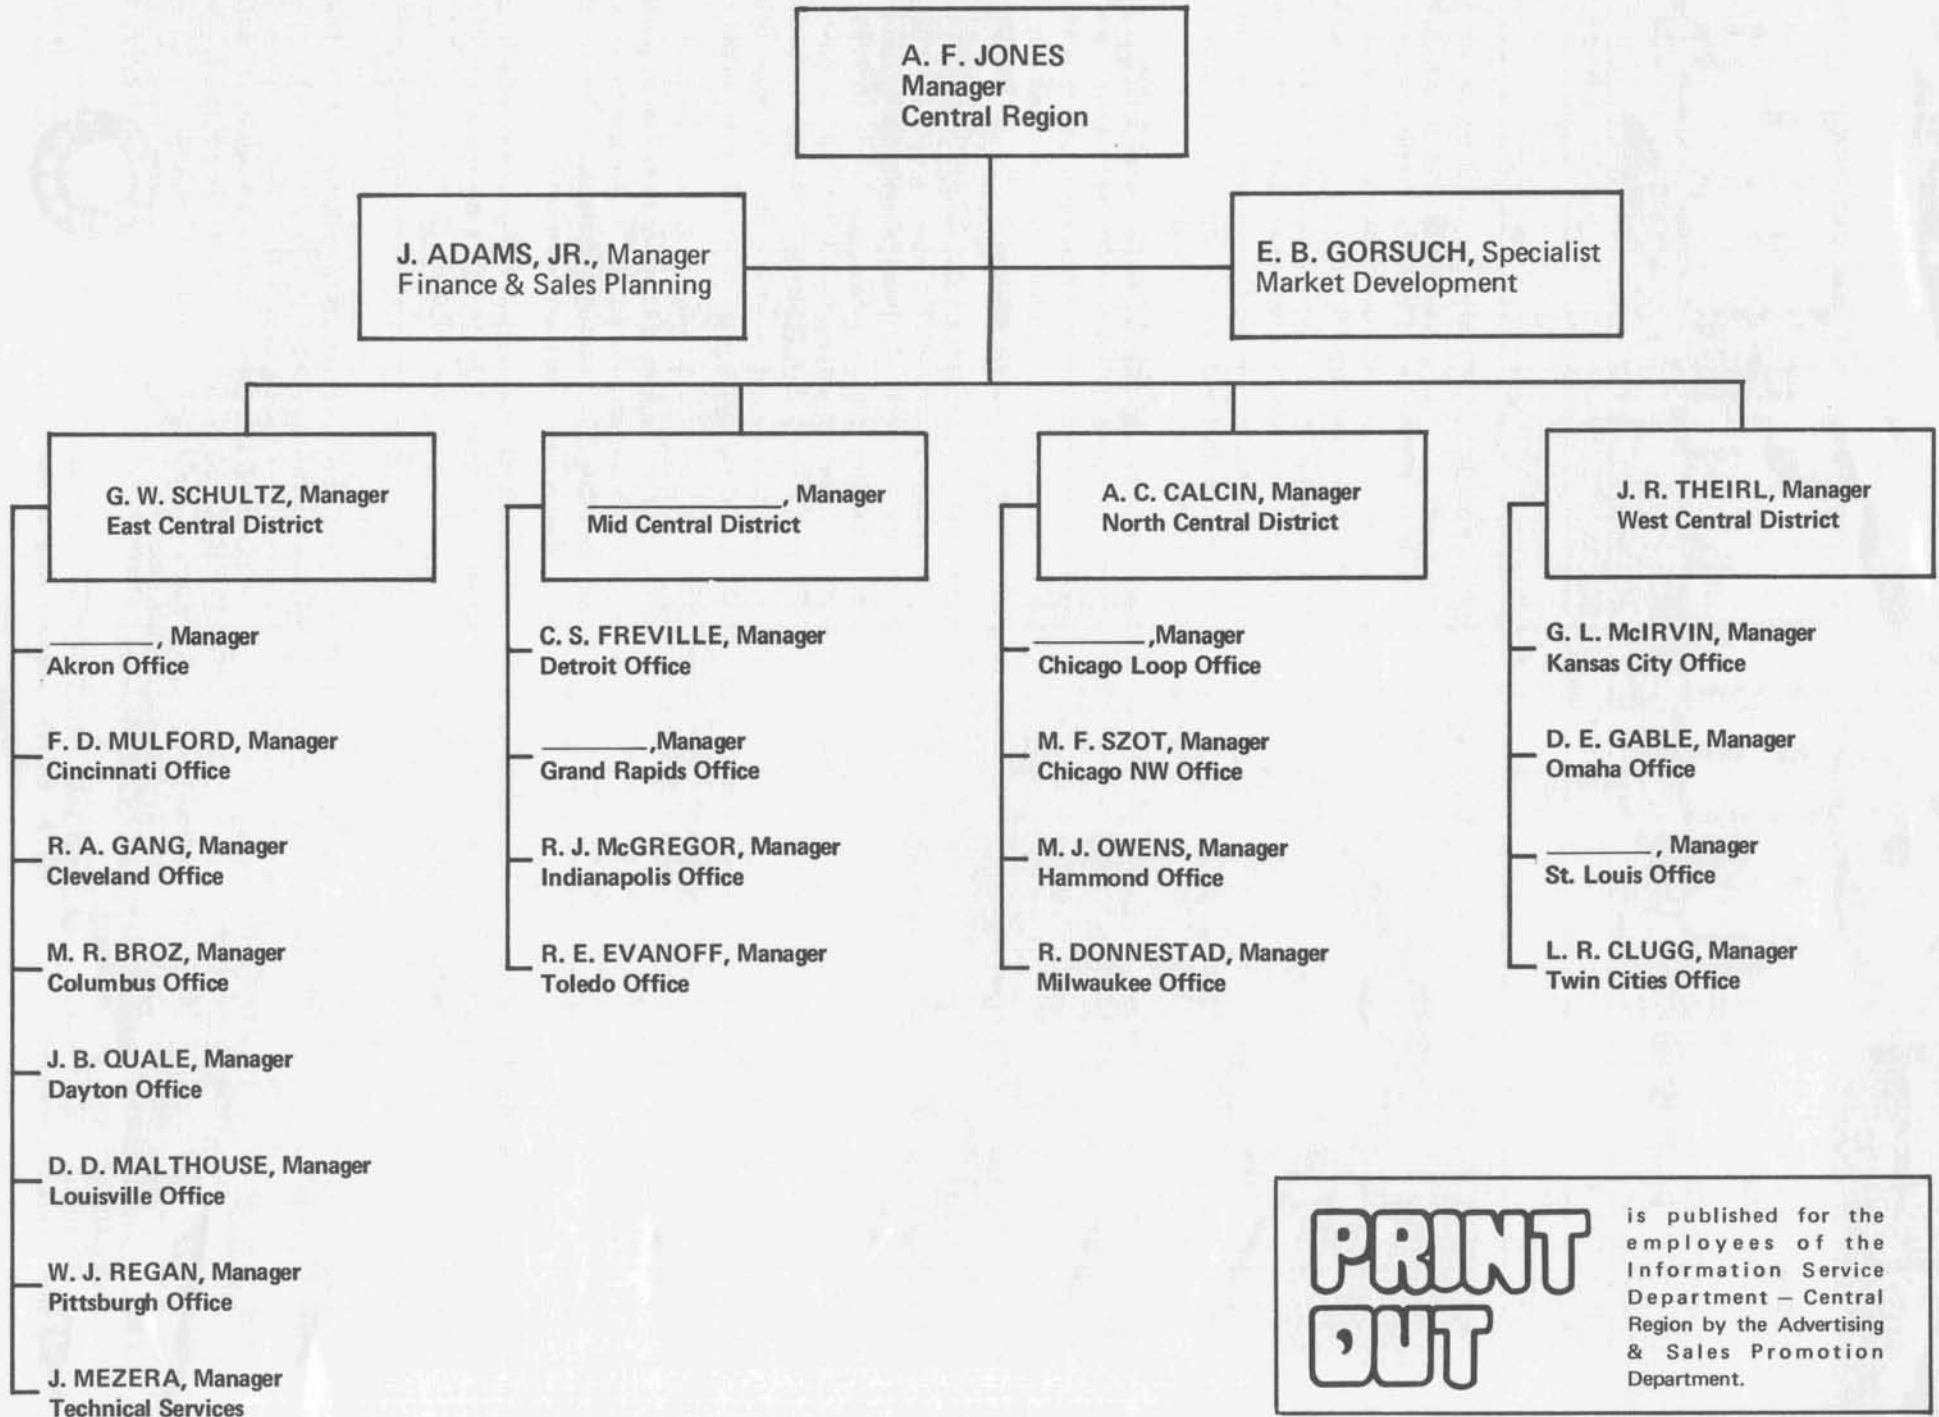 A. F. JONES
Manager
Central Region
J. ADAMS, JR., Manager
Finance & Sales Planning
E. B. GORSUCH, Specialist
Market Development
G. W. SCHULTZ, Manager
East Central District
____________, Manager
Mid Central District
A. C. CALCIN, Manager
North Central District
J. R. THEIRL, Manager
West Central District
________, Manager
Akron Office
F. D. MULFORD, Manager
Cincinnati Office
R. A. GANG, Manager
Cleveland Office
M. R. BROZ, Manager
Columbus Office
J. B. QUALE, Manager
Dayton Office
D. D. MALTHOUSE, Manager
Louisville Office
W. J. REGAN, Manager
Pittsburgh Office
J. MEZERA, Manager
Technical Services
C. S. FREVILLE, Manager
Detroit Office
________,Manager
Grand Rapids Office
R. J. McGREGOR, Manager
Indianapolis Office
R. E. EVANOFF, Manager
Toledo Office
________,Manager
Chicago Loop Office
M. F. SZOT, Manager
Chicago NW Office
M. J. OWENS, Manager
Hammond Office
R. DONNESTAD, Manager
Milwaukee Office
G. L. McIRVIN, Manager
Kansas City Office
D. E. GABLE, Manager
Omaha Office
________, Manager
St. Louis Office
L. R. CLUGG, Manager
Twin Cities Office
PRINT
OUT
is published for the
employees of the
Information Service
Department – Central
Region by the Advertising
& Sales Promotion
Department.